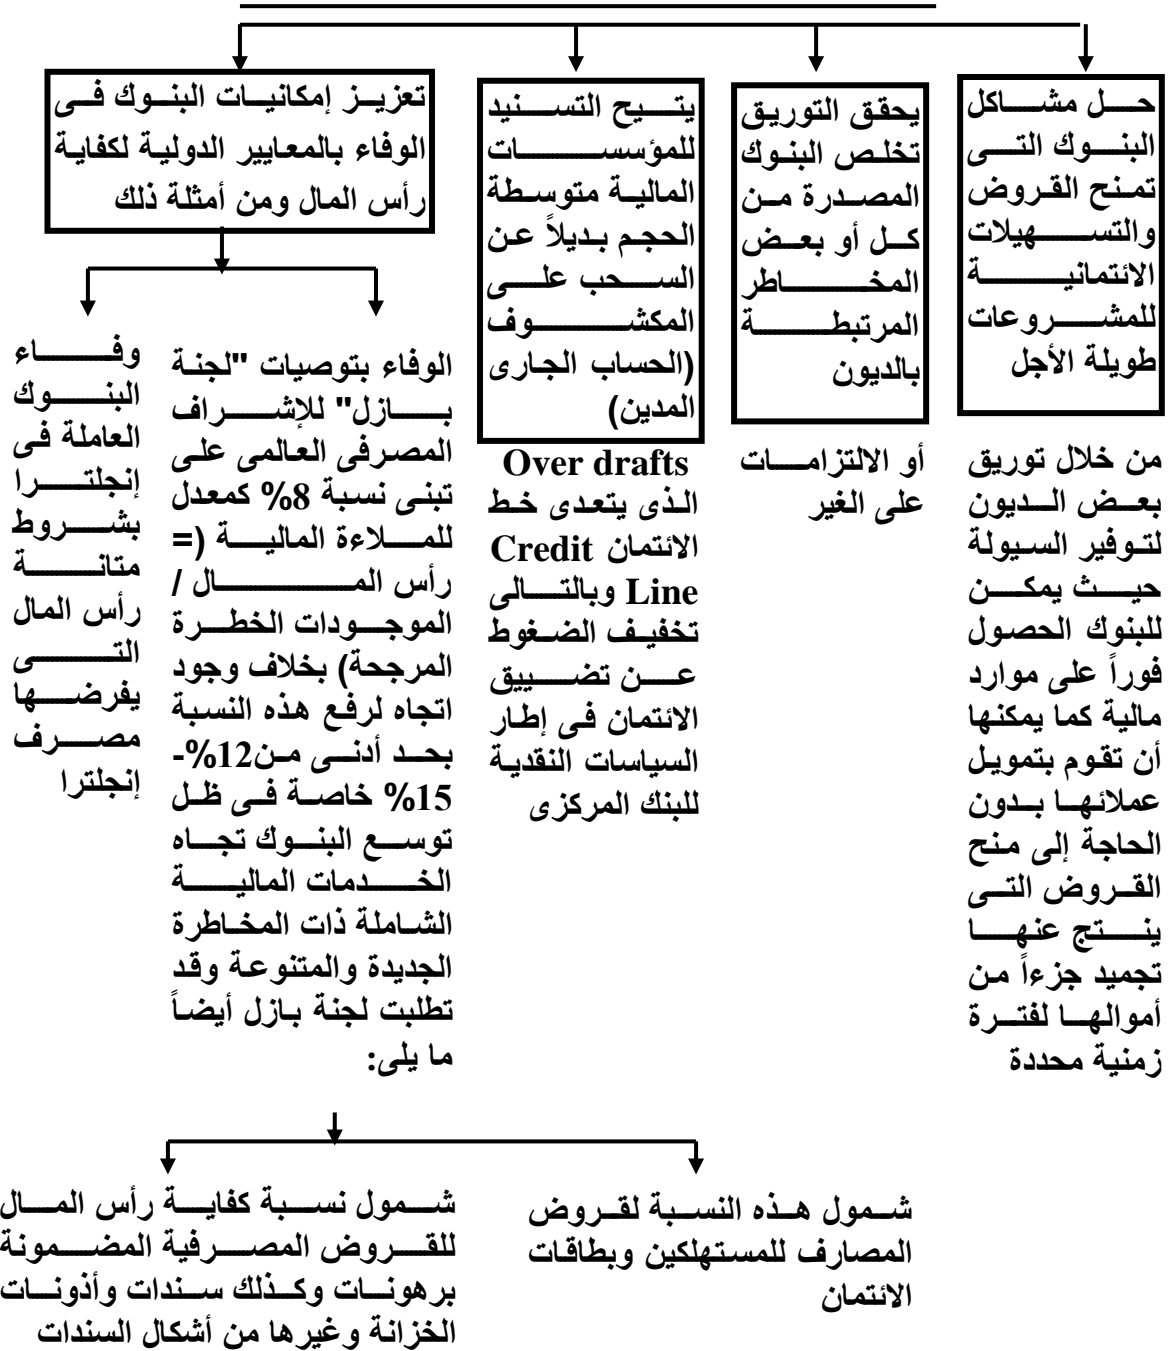 حل مشاكل
البنوك التى
تمنح القروض
والتسهيلات
الائتمانية
للمشروعات
طويلة الأجل
من خلال توريق
بعض الديون
لتوفير السيولة
حيث يمكن
للبنوك الحصول
فوراً على موارد
مالية كما يمكنها
أن تقوم بتمويل
عملائها بدون
الحاجة إلى منح
القروض التى
ينتج عنها
تجميد جزءاً من
أموالها لفترة
زمنية محددة
يحقق التوريق
تخلص البنوك
المصدرة من
كل أو بعض
المخاطر
المرتبطة
بالديون
أو الالتزامات
على الغير
يتيح التسنيد
للمؤسسات
المالية متوسطة
الحجم بديلاً عن
السحب على
المكشوف
(الحساب الجارى
المدين)
Over drafts
الذى يتعدى خط
الائتمان Credit
Line وبالتالى
تخفيف الضغوط
عن تضييق
الائتمان فى إطار
السياسات النقدية
للبنك المركزى
تعزيز إمكانيات البنوك فى
الوفاء بالمعايير الدولية لكفاية
رأس المال ومن أمثلة ذلك
الوفاء بتوصيات "لجنة
بازل" للإشراف
المصرفى العالمى على
تبنى نسبة 8% كمعدل
للملاءة المالية (=
رأس المال /
الموجودات الخطرة
المرجحة) بخلاف وجود
اتجاه لرفع هذه النسبة
بحد أدنى من12%-
15% خاصة فى ظل
توسع البنوك تجاه
الخدمات المالية
الشاملة ذات المخاطرة
الجديدة والمتنوعة وقد
تطلبت لجنة بازل أيضاً
ما يلى:
وفاء
البنوك
العاملة فى
إنجلترا
بشروط
متانة
رأس المال
التى
يفرضها
مصرف
إنجلترا
شمول هذه النسبة لقروض
المصارف للمستهلكين وبطاقات
الائتمان
شمول نسبة كفاية رأس المال
للقروض المصرفية المضمونة
برهونات وكذلك سندات وأذونات
الخزانة وغيرها من أشكال السندات